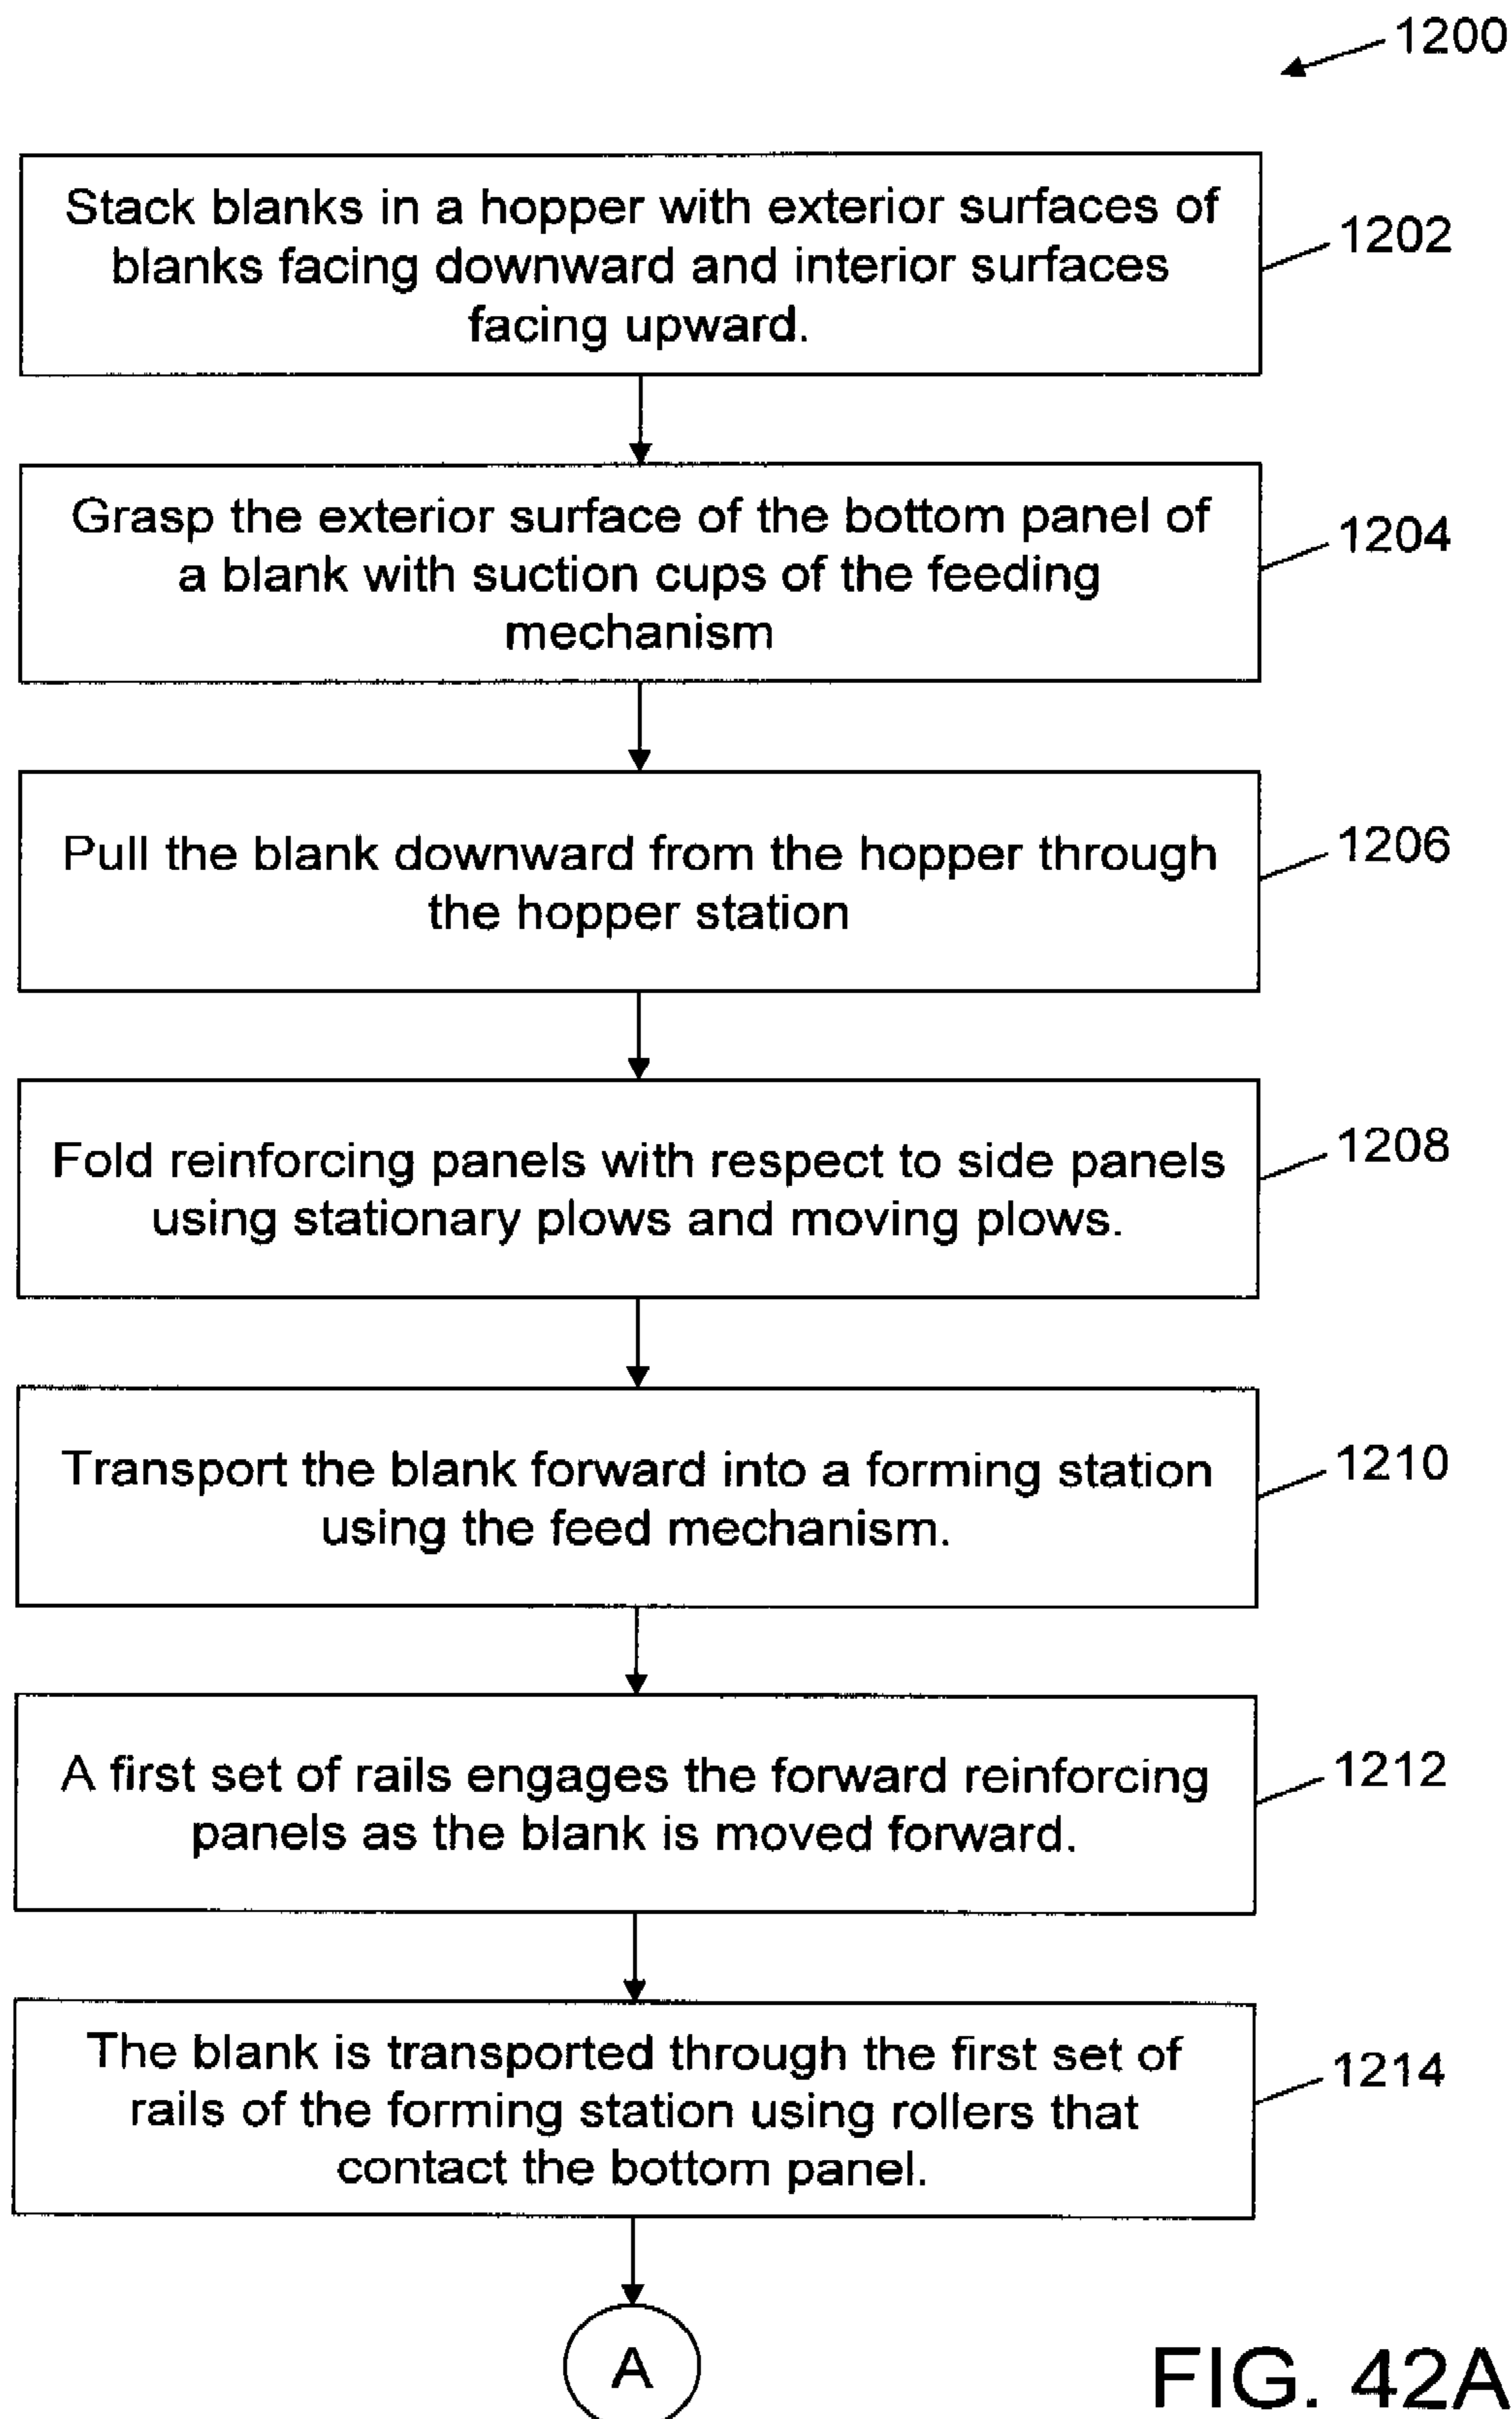 1200
Stack blanks in a hopper with exterior surfaces of
blanks facing downward and interior surfaces
facing upward.
1202
Grasp the exterior surface of the bottom panel of
a blank with suction cups of the feeding
mechanism
1204
Pull the blank downward from the hopper through
the hopper station
1206
Fold reinforcing panels with respect to side panels
using stationary plows and moving plows.
1208
Transport the blank forward into a forming station
using the feed mechanism.
1210
A first set of rails engages the forward reinforcing
panels as the blank is moved forward.
1212
The blank is transported through the first set of
rails of the forming station using rollers that
contact the bottom panel.
1214
A
FIG. 42A